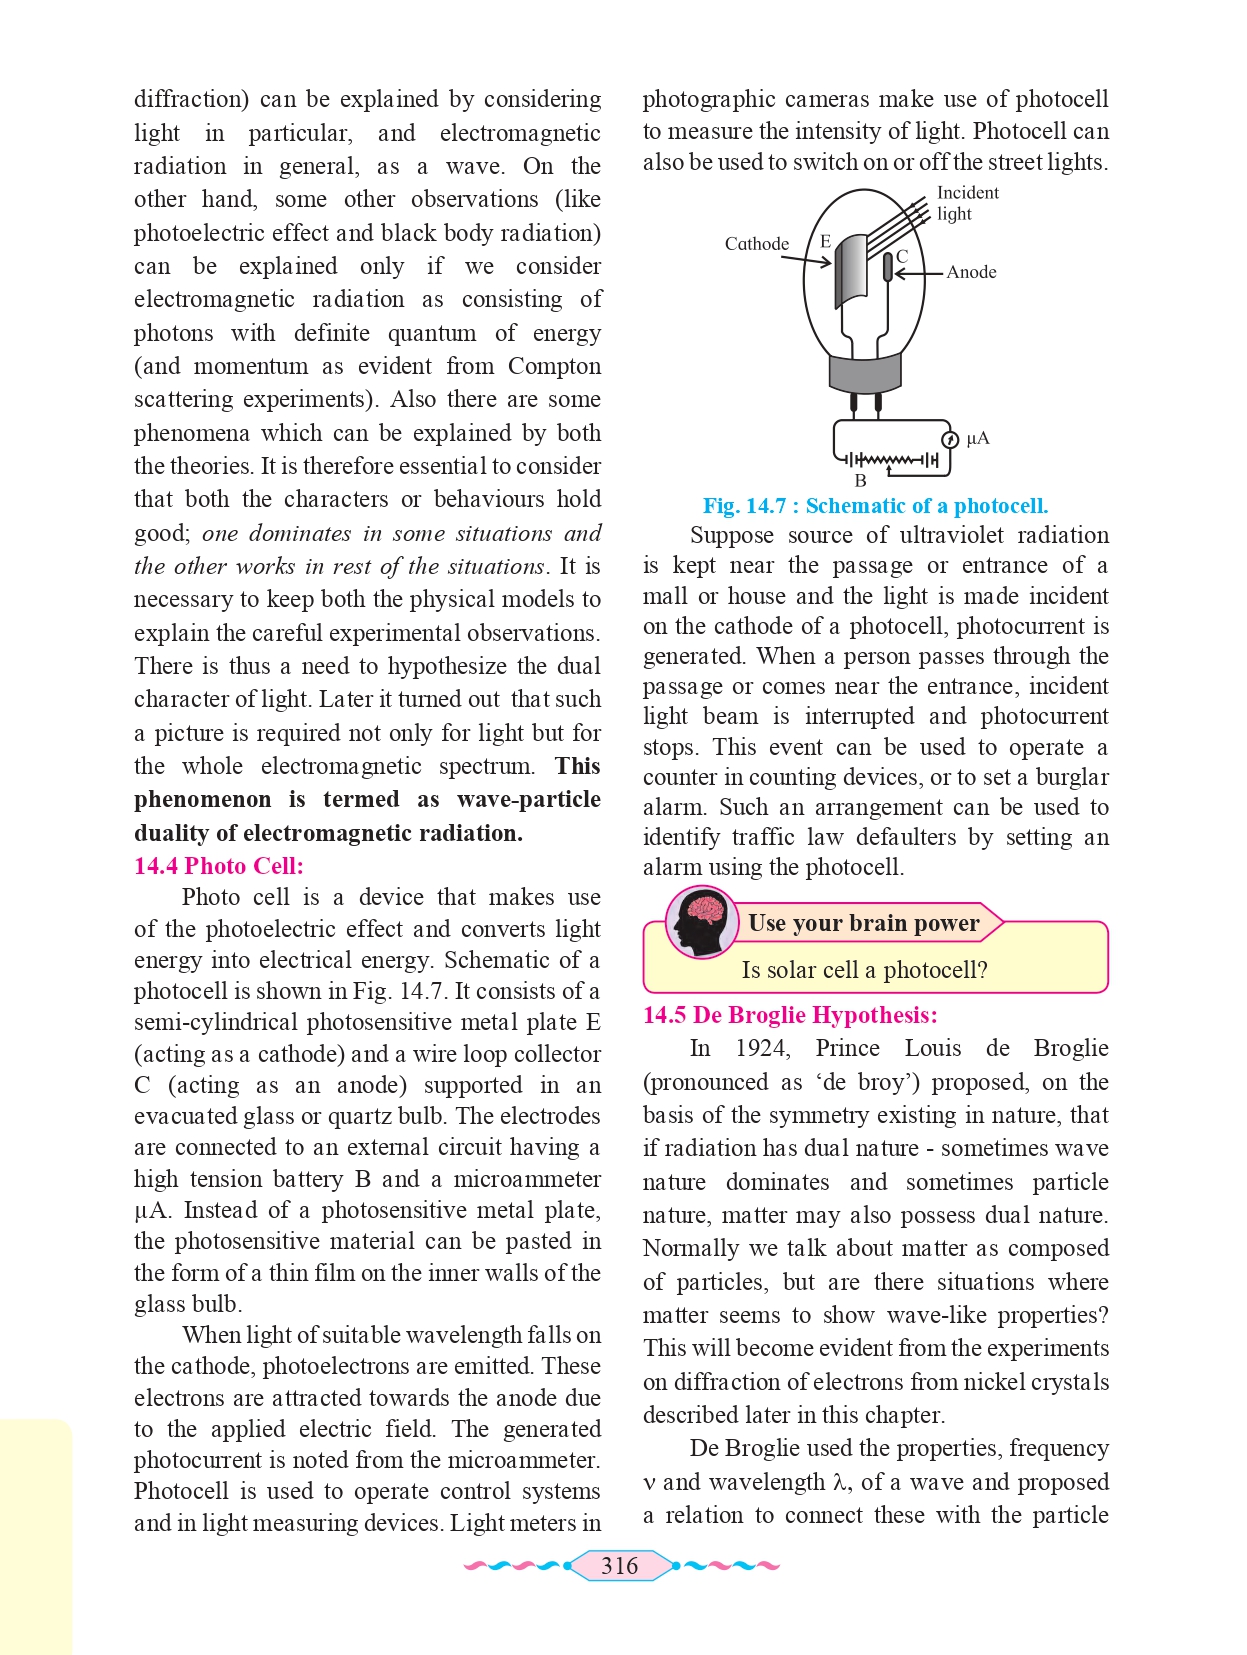 diffraction) can be explained by considering
light in particular, and electromagnetic
radiation in general, as a wave. On the
other hand, some other observations (like
photoelectric effect and black body radiation)
can be explained only if we consider
electromagnetic radiation as consisting of
photons with definite quantum of energy
(and momentum as evident from Compton
scattering experiments). Also there are some
phenomena which can be explained by both
the theories. It is therefore essential to consider
that both the characters or behaviours hold
good; one dominates in some situations and
the other works in rest of the situations. It is
necessary to keep both the physical models to
explain the careful experimental observations.
There is thus a need to hypothesize the dual
character of light. Later it turned out that such
a picture is required not only for light but for
the whole electromagnetic spectrum. This
phenomenon is termed as wave-particle
duality of electromagnetic radiation.
14.4 Photo Cell:
Photo cell is a device that makes use
of the photoelectric effect and converts light
energy into electrical energy. Schematic of a
photocell is shown in Fig. 14.7. It consists of a
semi-cylindrical photosensitive metal plate E
(acting as a cathode) and a wire loop collector
C (acting as an anode) supported in an
evacuated glass or quartz bulb. The electrodes
are connected to an external circuit having a
high tension battery B and a microammeter
µA. Instead of a photosensitive metal plate,
the photosensitive material can be pasted in
the form of a thin film on the inner walls of the
glass bulb.
When light of suitable wavelength falls on
the cathode, photoelectrons are emitted. These
electrons are attracted towards the anode due
to the applied electric field. The generated
photocurrent is noted from the microammeter.
Photocell is used to operate control systems
and in light measuring devices. Light meters in
photographic cameras make use of photocell
to measure the intensity of light. Photocell can
also be used to switch on or off the street lights.
Incident
light
Cathode
E
C
Anode
µA
B
Fig. 14.7 : Schematic of a photocell.
Suppose source of ultraviolet radiation
is kept near the passage or entrance of a
mall or house and the light is made incident
on the cathode of a photocell, photocurrent is
generated. When a person passes through the
passage or comes near the entrance, incident
light beam is interrupted and photocurrent
stops. This event can be used to operate a
counter in counting devices, or to set a burglar
alarm. Such an arrangement can be used to
identify traffic law defaulters by setting an
alarm using the photocell.
Use your brain power
Is solar cell a photocell?
14.5 De Broglie Hypothesis:
In 1924, Prince Louis de Broglie
(pronounced as ‘de broy’) proposed, on the
basis of the symmetry existing in nature, that
if radiation has dual nature - sometimes wave
nature dominates and sometimes particle
nature, matter may also possess dual nature.
Normally we talk about matter as composed
of particles, but are there situations where
matter seems to show wave-like properties?
This will become evident from the experiments
on diffraction of electrons from nickel crystals
described later in this chapter.
De Broglie used the properties, frequency
ν and wavelength λ, of a wave and proposed
a relation to connect these with the particle
316